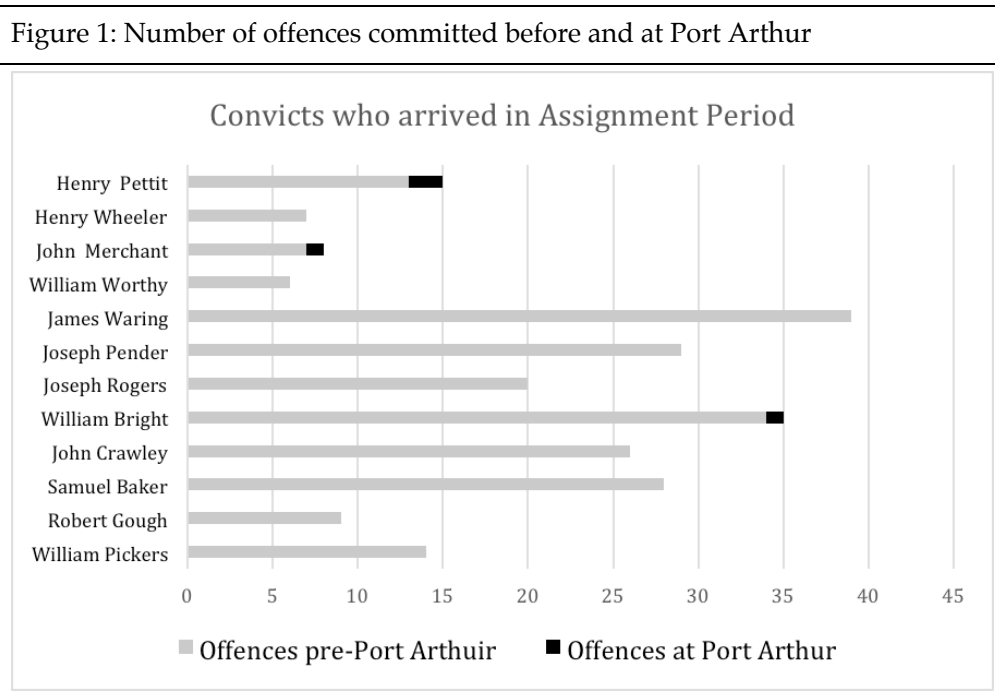 Figure 1: Number of offences committed before and at Port Arthur
Convicts who arrived in Assignment Period
Henry Pettit
Henry Wheeler
John Merchant
William Worthy
James Waring
Joseph Pender
Joseph Rogers
William Bright
John Crawley
Samuel Baker
Robert Gough
William Pickers
0 5 10 15 20 25 30 35 40 45
Offences pre-Port Arthuir Offences at Port Arthur